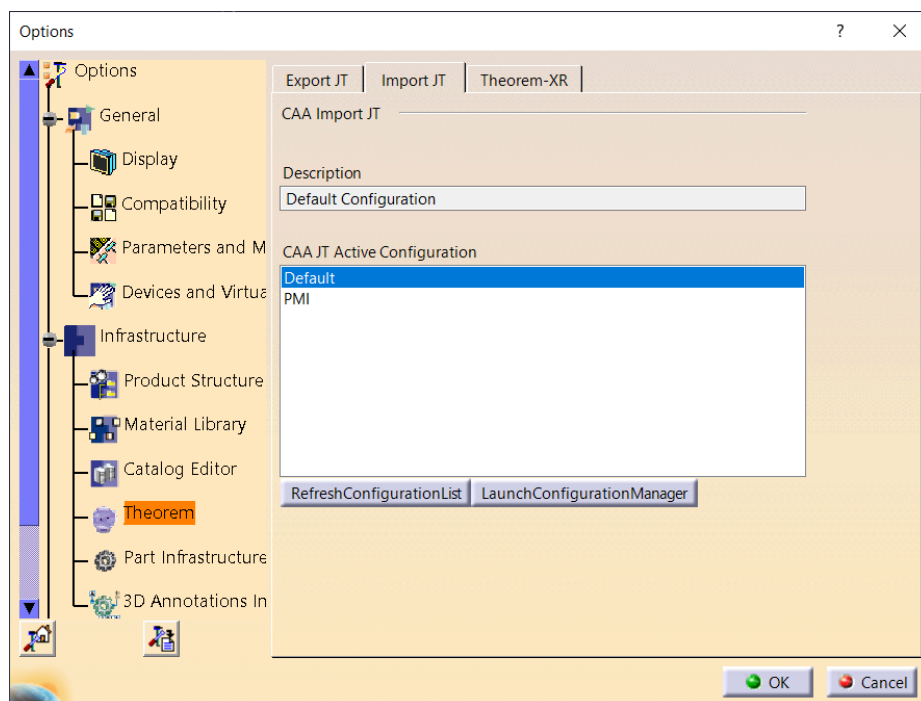 Options
?
Options
General
Display
Compatibility
Parameters and M
Devices and Virtua
Infrastructure
Product Structure
Material Library
Catalog Editor
Theorem
Part Infrastructure
3D Annotations In
Export JT
Import JT
Theorem-XR
CAA Import JT
Description
Default Configuration
CAA JT Active Configuration
Default
PMI
RefreshConfigurationList
LaunchConfigurationManager
OK
Cancel